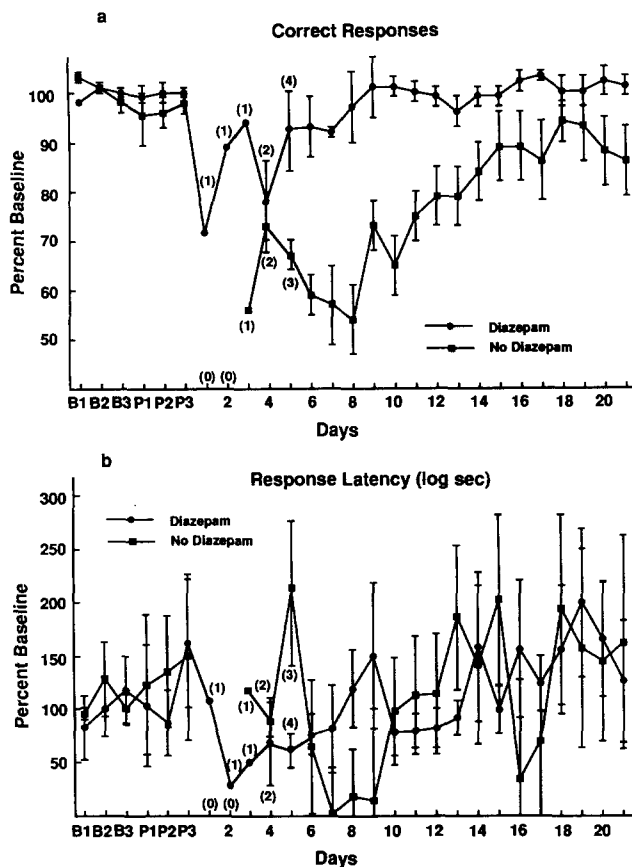 a
Correct Responses
Percent Baseline
100
90
80
70
60
50
(1)
(1)
(1)
(2)
(4)
(1)
(2)
(3)
(0) (0)
Diazepam
No Diazepam
B1 B2 B3 P1 P2 P3 2 4 6 8 10 12 14 16 18 20
Days
b
Response Latency (log sec)
Percent Baseline
300
250
200
150
100
50
Diazepam
No Diazepam
(1)
(2)
(1)
(3)
(1)
(1)
(4)
(2)
(0) (0)
B1 B2 B3 P1 P2 P3 2 4 6 8 10 12 14 16 18 20
Days